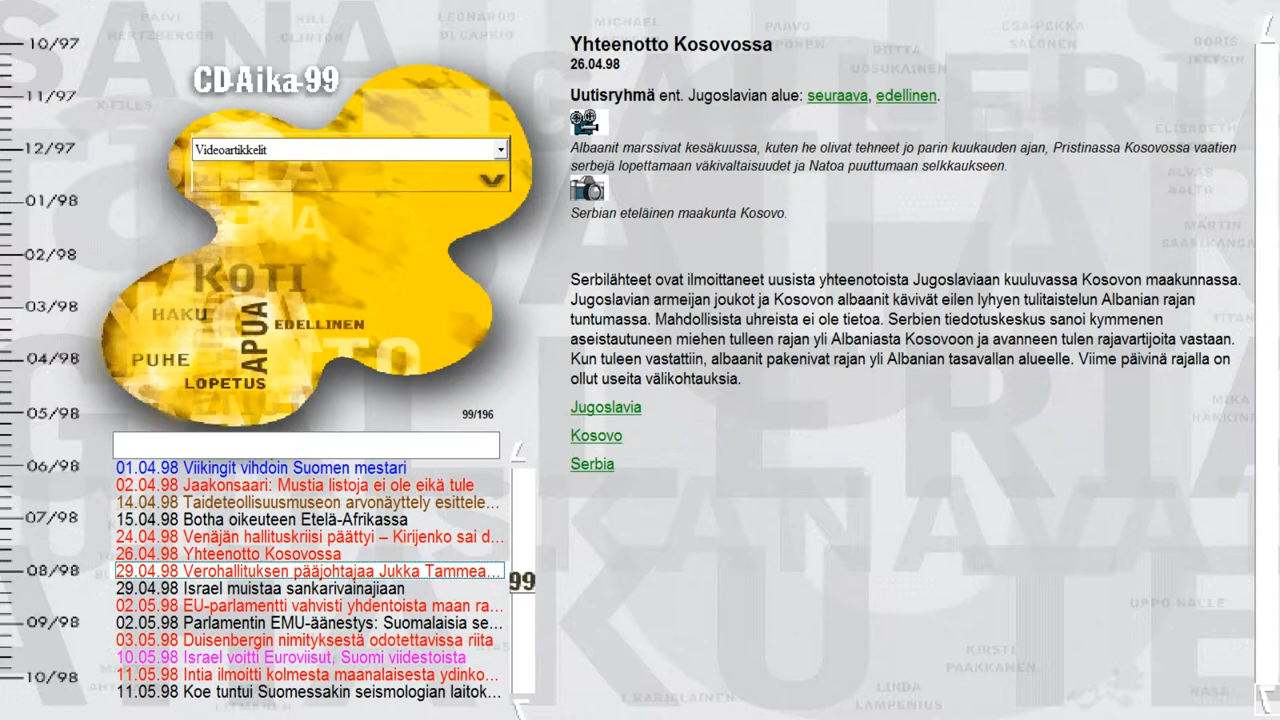 10/97
11/97
12/97
01/98
02/98
03/98
04/98
05/98
06/98
07/98
08/98
09/98
10/98
CD-Aika-99
Videoartikkelit
KOTI
HAKU
APUA
EDELLINEN
PUHE
LOPETUS
99/196
01.04.98 Viikingit vihdoin Suomen mestari
02.04.98 Jaakonsaari: Mustia listoja ei ole eikä tule
14.04.98 Taideteollisuusmuseon arvonäyttely esittele...
15.04.98 Botha oikeuteen Etelä-Afrikassa
24.04.98 Venäjän hallituskriisi päättyi – Kirijenko sai d...
26.04.98 Yhteenotto Kosovossa
29.04.98 Verohallituksen pääjohtajaa Jukka Tammea...
29.04.98 Israel muistaa sankarivainajiaan
02.05.98 EU-parlamentti vahvisti yhdentoista maan ra...
02.05.98 Parlamentin EMU-äänestys: Suomalaisia se...
03.05.98 Duisenbergin nimityksestä odotettavissa riita
10.05.98 Israel voitti Euroviisut, Suomi viidestoista
11.05.98 Intia ilmoitti kolmesta maanalaisesta ydinko...
11.05.98 Koe tuntui Suomessakin seismologian laitok...
99
Yhteenotto Kosovossa
26.04.98
Uutisryhmä ent. Jugoslavian alue: seuraava, edellinen.
Albaanit marssivat kesäkuussa, kuten he olivat tehneet jo parin kuukauden ajan, Pristinassa Kosovossa vaatien
serbejä lopettamaan väkivaltaisuudet ja Natoa puuttumaan selkkaukseen.
Serbian eteläinen maakunta Kosovo.
Serbilähteet ovat ilmoittaneet uusista yhteenotoista Jugoslaviaan kuuluvassa Kosovon maakunnassa.
Jugoslavian armeijan joukot ja Kosovon albaanit kävivät eilen lyhyen tulitaistelun Albanian rajan
tuntumassa. Mahdollisista uhreista ei ole tietoa. Serbien tiedotuskeskus sanoi kymmenen
aseistautuneen miehen tulleen rajan yli Albaniasta Kosovoon ja avanneen tulen rajavartijoita vastaan.
Kun tuleen vastattiin, albaanit pakenivat rajan yli Albanian tasavallan alueelle. Viime päivinä rajalla on
ollut useita välikohtauksia.
Jugoslavia
Kosovo
Serbia